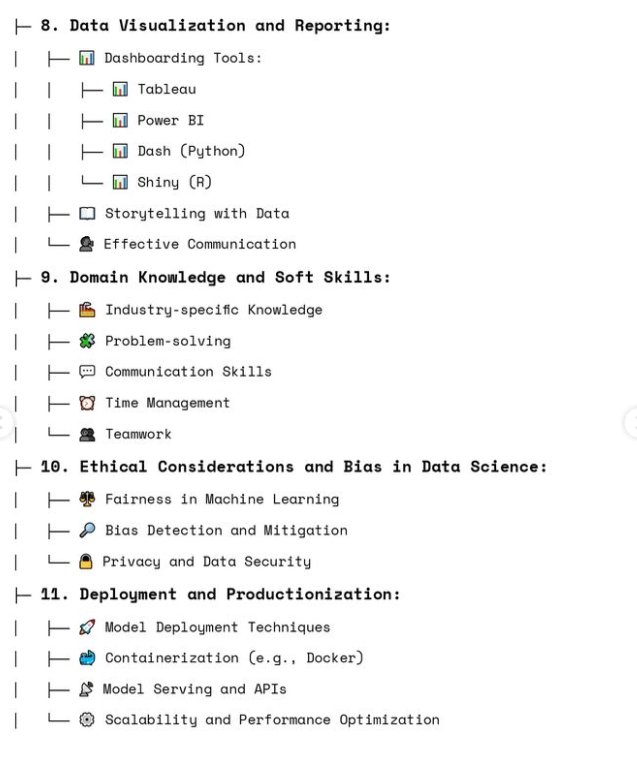 ├─ 8. Data Visualization and Reporting:
│  ├─ 📊 Dashboarding Tools:
│  │  ├─ 📊 Tableau
│  │  ├─ 📊 Power BI
│  │  ├─ 📊 Dash (Python)
│  │  └─ 📊 Shiny (R)
│  ├─ 📖 Storytelling with Data
│  └─ 🗣 Effective Communication
├─ 9. Domain Knowledge and Soft Skills:
│  ├─ 🏭 Industry-specific Knowledge
│  ├─ 🧩 Problem-solving
│  ├─ 💬 Communication Skills
│  ├─ ⏰ Time Management
│  └─ 👥 Teamwork
├─ 10. Ethical Considerations and Bias in Data Science:
│  ├─ ⚖ Fairness in Machine Learning
│  ├─ 🔎 Bias Detection and Mitigation
│  └─ 🔒 Privacy and Data Security
├─ 11. Deployment and Productionization:
│  ├─ 🚀 Model Deployment Techniques
│  ├─ 🐳 Containerization (e.g., Docker)
│  ├─ 📡 Model Serving and APIs
│  └─ ⚙ Scalability and Performance Optimization